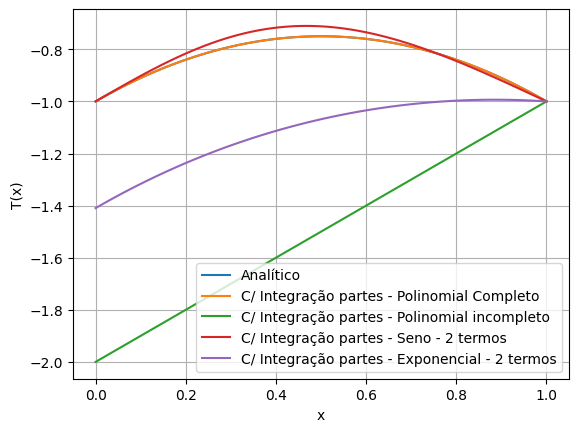 −0.8
−1.0
−1.2
−1.4
−1.6
−1.8
−2.0
T(x)
Analítico
C/ Integração partes - Polinomial Completo
C/ Integração partes - Polinomial incompleto
C/ Integração partes - Seno - 2 termos
C/ Integração partes - Exponencial - 2 termos
0.0 0.2 0.4 0.6 0.8 1.0
x